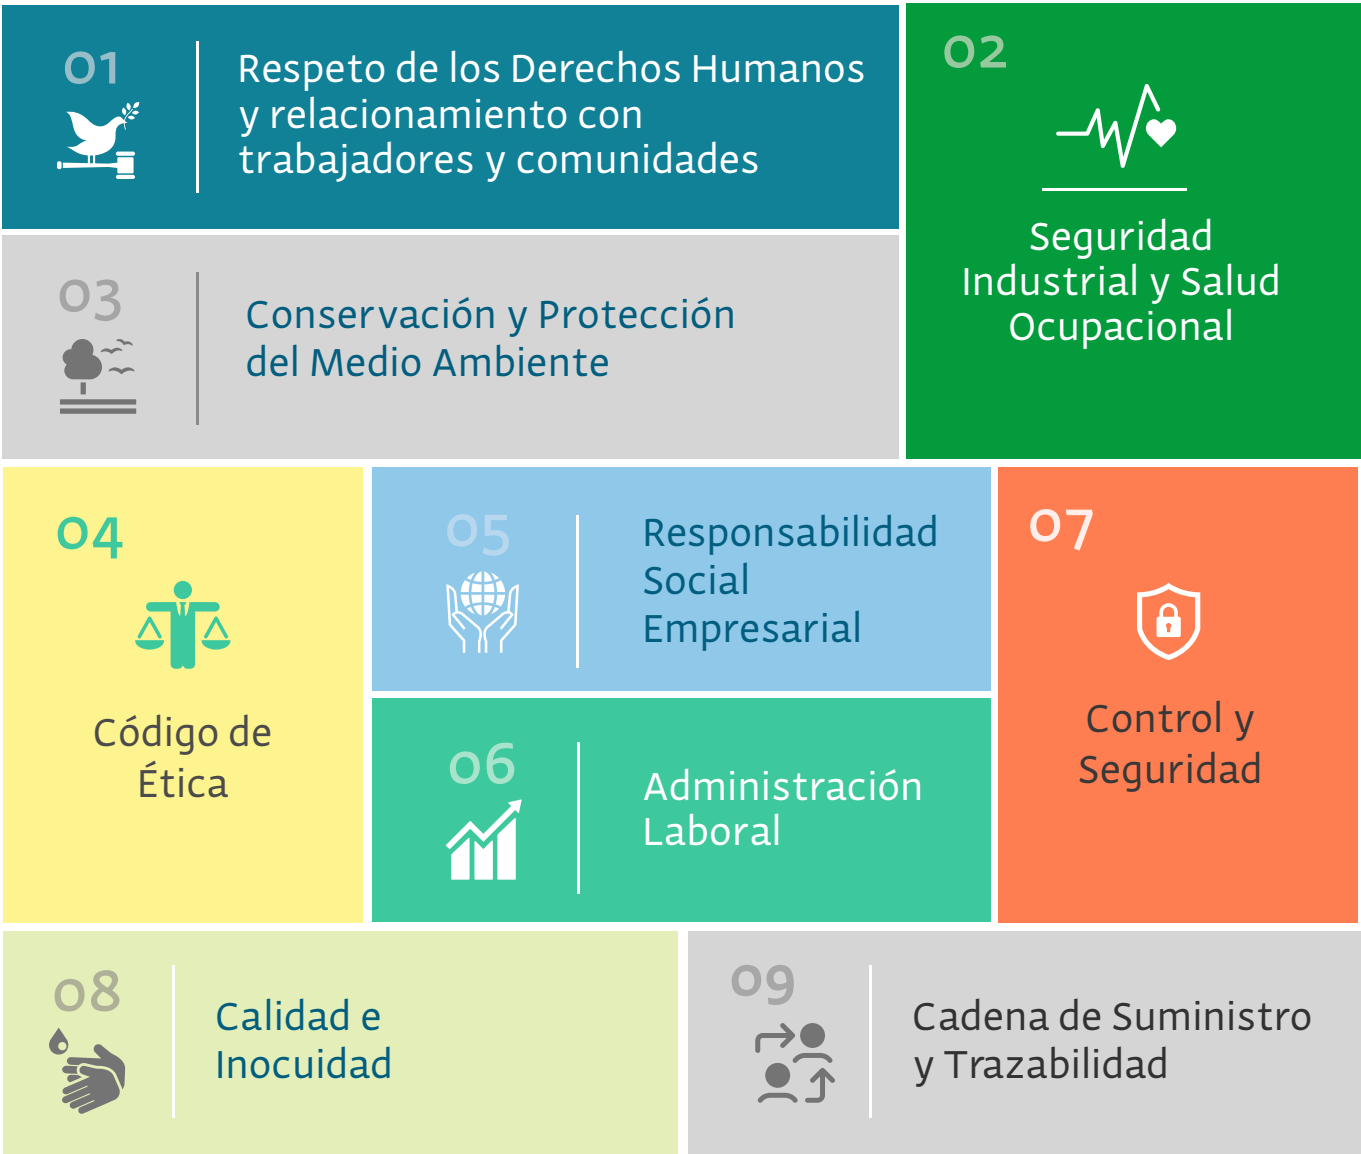 01
Respeto de los Derechos Humanos
y relacionamiento con
trabajadores y comunidades
02
Seguridad
Industrial y Salud
Ocupacional
03
Conservación y Protección
del Medio Ambiente
04
Código de
Ética
05
Responsabilidad
Social
Empresarial
06
Administración
Laboral
07
Control y
Seguridad
08
Calidad e
Inocuidad
09
Cadena de Suministro
y Trazabilidad